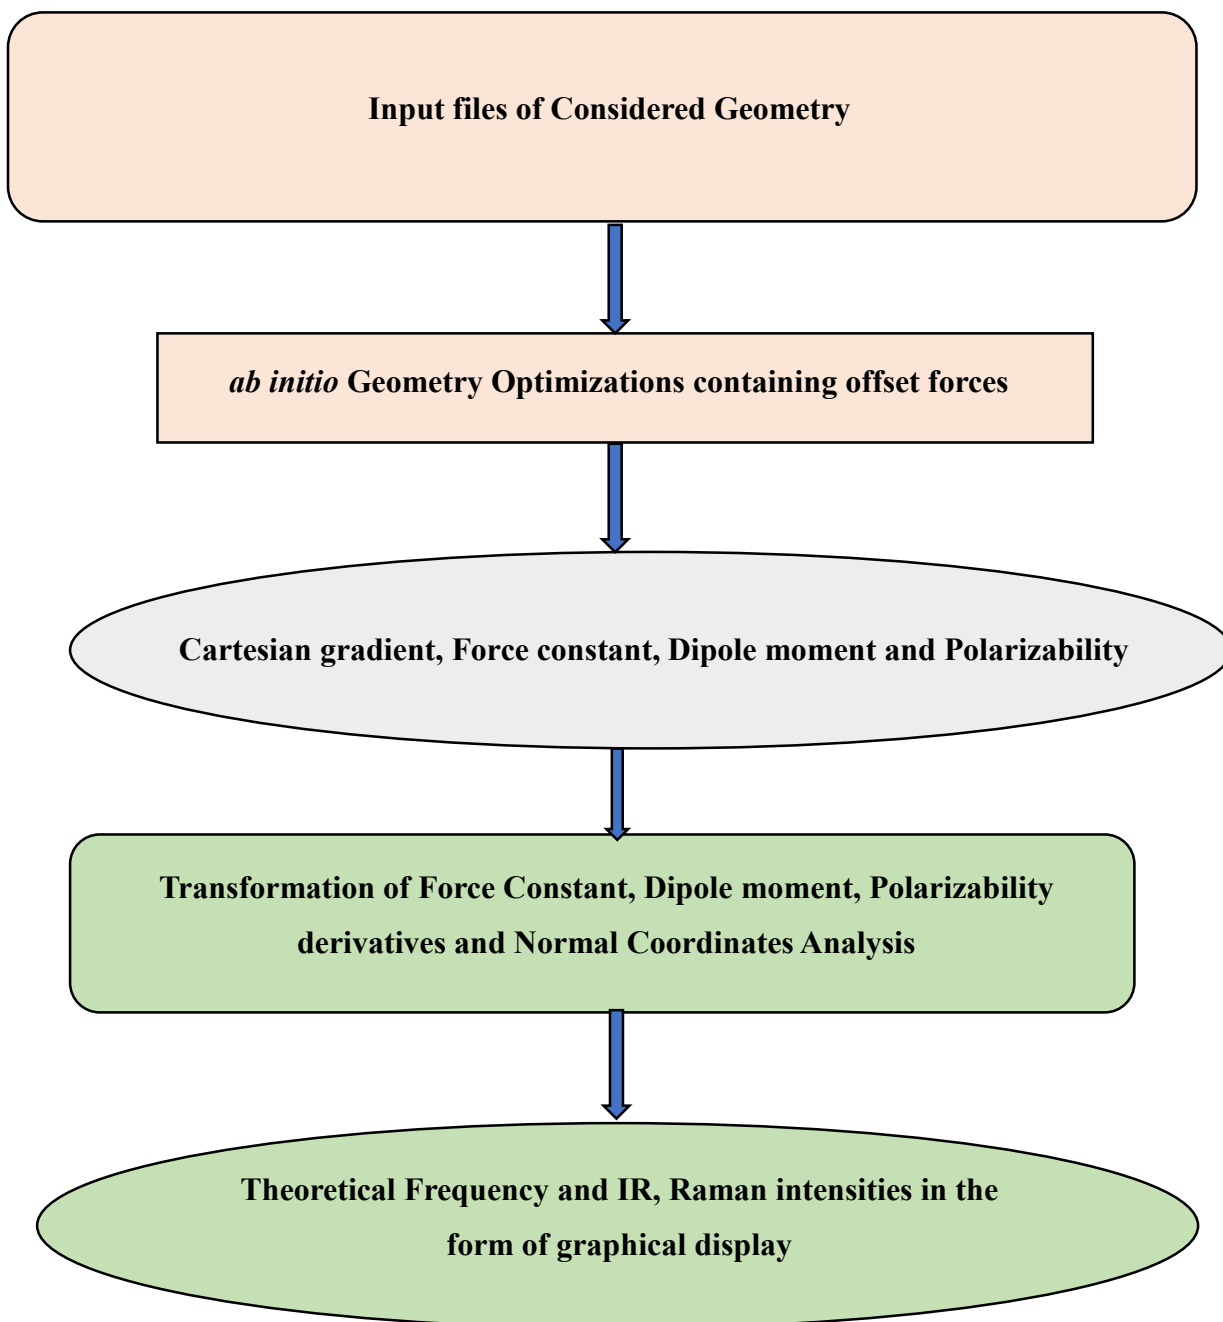 Input files of Considered Geometry
ab initio Geometry Optimizations containing offset forces
Cartesian gradient, Force constant, Dipole moment and Polarizability
Transformation of Force Constant, Dipole moment, Polarizability
derivatives and Normal Coordinates Analysis
Theoretical Frequency and IR, Raman intensities in the
form of graphical display